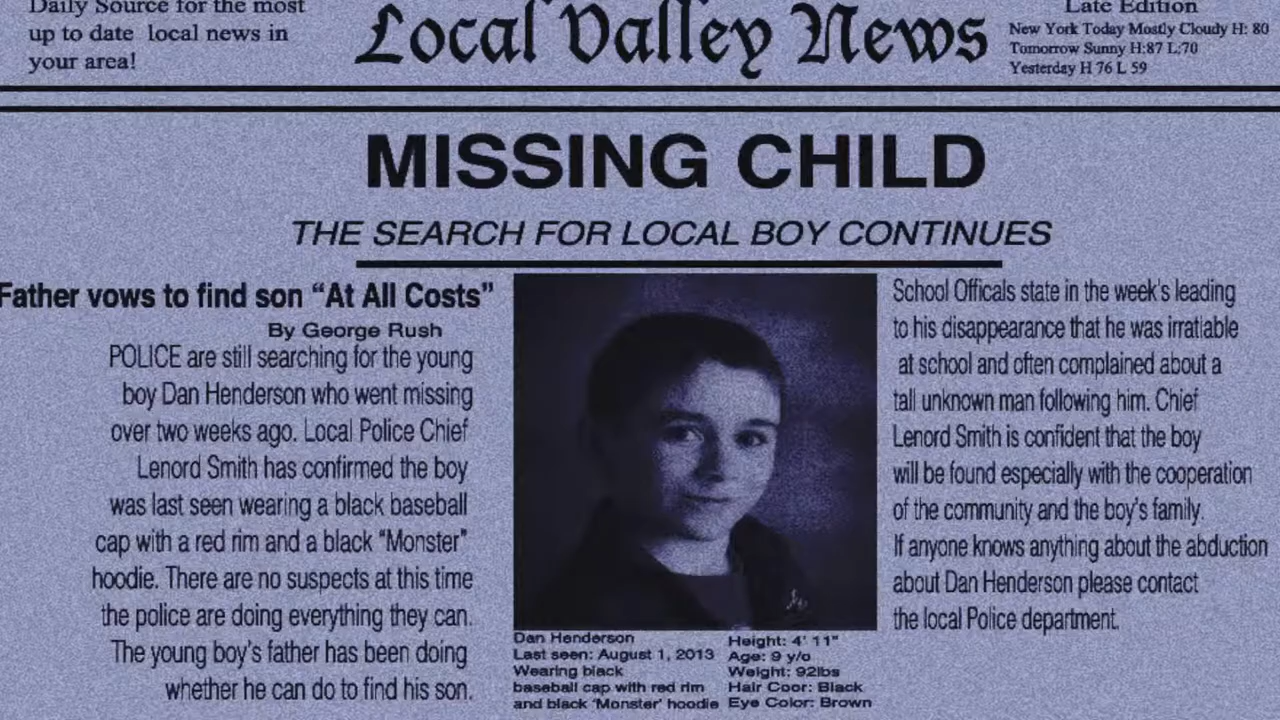 Daily Source for the most
up to date local news in
your area!
Local Valley News
Late Edition
New York Today Mostly Cloudy H: 80
Tomorrow Sunny H:87 L:70
Yesterday H 76 L 59
MISSING CHILD
THE SEARCH FOR LOCAL BOY CONTINUES
Father vows to find son “At All Costs”
By George Rush
POLICE are still searching for the young
boy Dan Henderson who went missing
over two weeks ago. Local Police Chief
Lenord Smith has confirmed the boy
was last seen wearing a black baseball
cap with a red rim and a black “Monster”
hoodie. There are no suspects at this time
the police are doing everything they can.
The young boy’s father has been doing
whether he can do to find his son.
Dan Henderson
Last seen: August 1, 2013
Wearing black
baseball cap with red rim
and black ‘Monster’ hoodie
Height: 4' 11"
Age: 9 y/o
Weight: 92lbs
Hair Coor: Black
Eye Color: Brown
School Officals state in the week’s leading
to his disappearance that he was irratiable
at school and often complained about a
tall unknown man following him. Chief
Lenord Smith is confident that the boy
will be found especially with the cooperation
of the community and the boy’s family.
If anyone knows anything about the abduction
about Dan Henderson please contact
the local Police department.